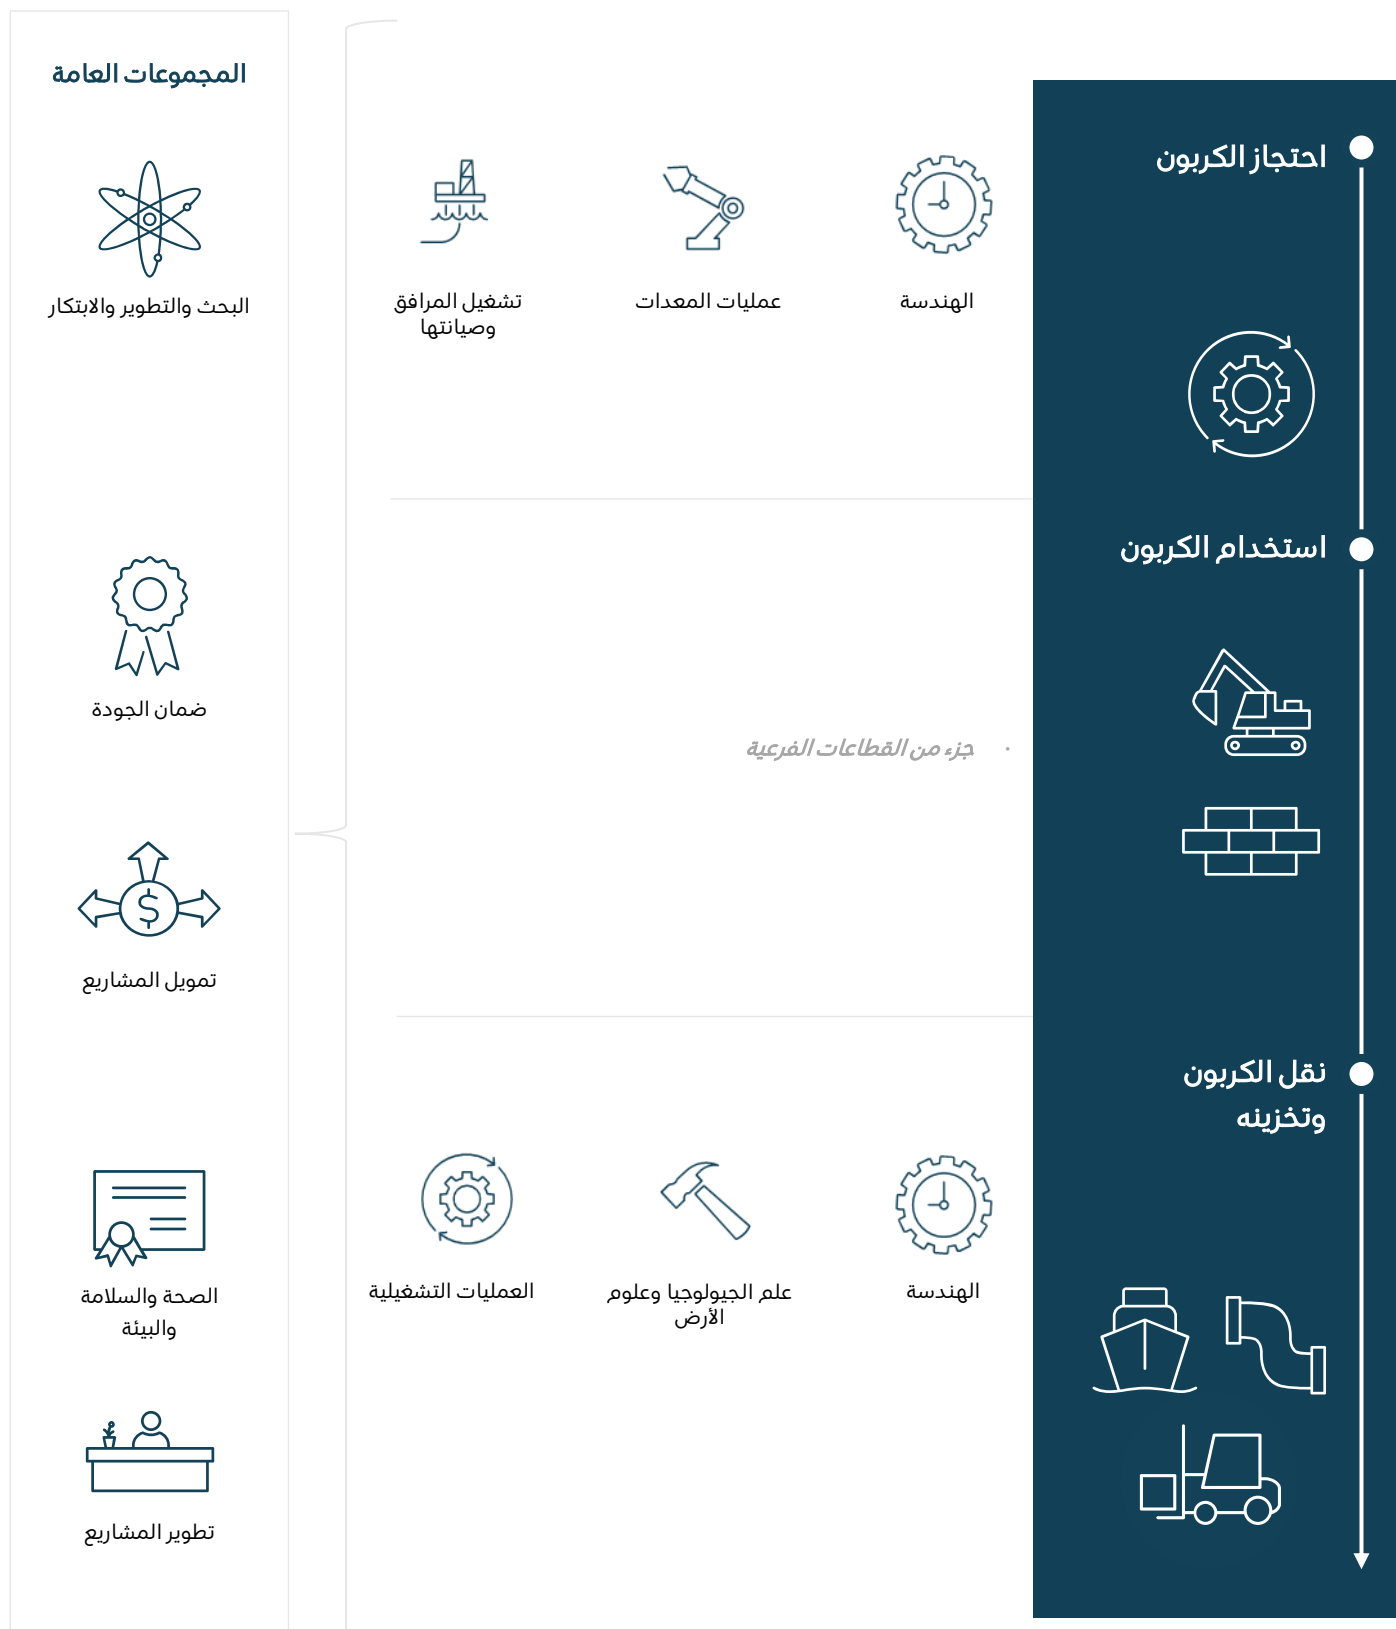 احتجاز الكربون
الهندسة
عمليات المعدات
تشغيل المرافق
وصيانتها
استخدام الكربون
· جزء من القطاعات الفرعية
نقل الكربون
وتخزينه
الهندسة
علم الجيولوجيا وعلوم
الأرض
العمليات التشغيلية
المجموعات العامة
البحث والتطوير والابتكار
ضمان الجودة
$
تمويل المشاريع
الصحة والسلامة
والبيئة
تطوير المشاريع